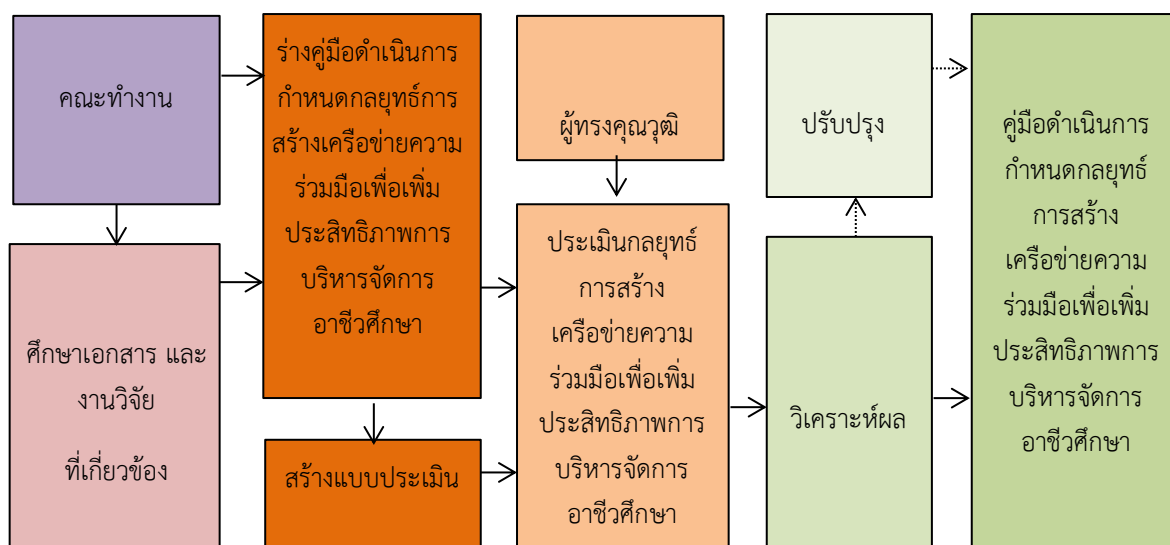 คณะทำงาน
ศึกษาเอกสาร และ
งานวิจัย
ที่เกี่ยวข้อง
ร่างคู่มือดำเนินการ
กำหนดกลยุทธ์การ
สร้างเครือข่ายความ
ร่วมมือเพื่อเพิ่ม
ประสิทธิภาพการ
บริหารจัดการ
อาชีวศึกษา
สร้างแบบประเมิน
ผู้ทรงคุณวุฒิ
ประเมินกลยุทธ์
การสร้าง
เครือข่ายความ
ร่วมมือเพื่อเพิ่ม
ประสิทธิภาพการ
บริหารจัดการ
อาชีวศึกษา
ปรับปรุง
วิเคราะห์ผล
คู่มือดำเนินการ
กำหนดกลยุทธ์
การสร้าง
เครือข่ายความ
ร่วมมือเพื่อเพิ่ม
ประสิทธิภาพการ
บริหารจัดการ
อาชีวศึกษา